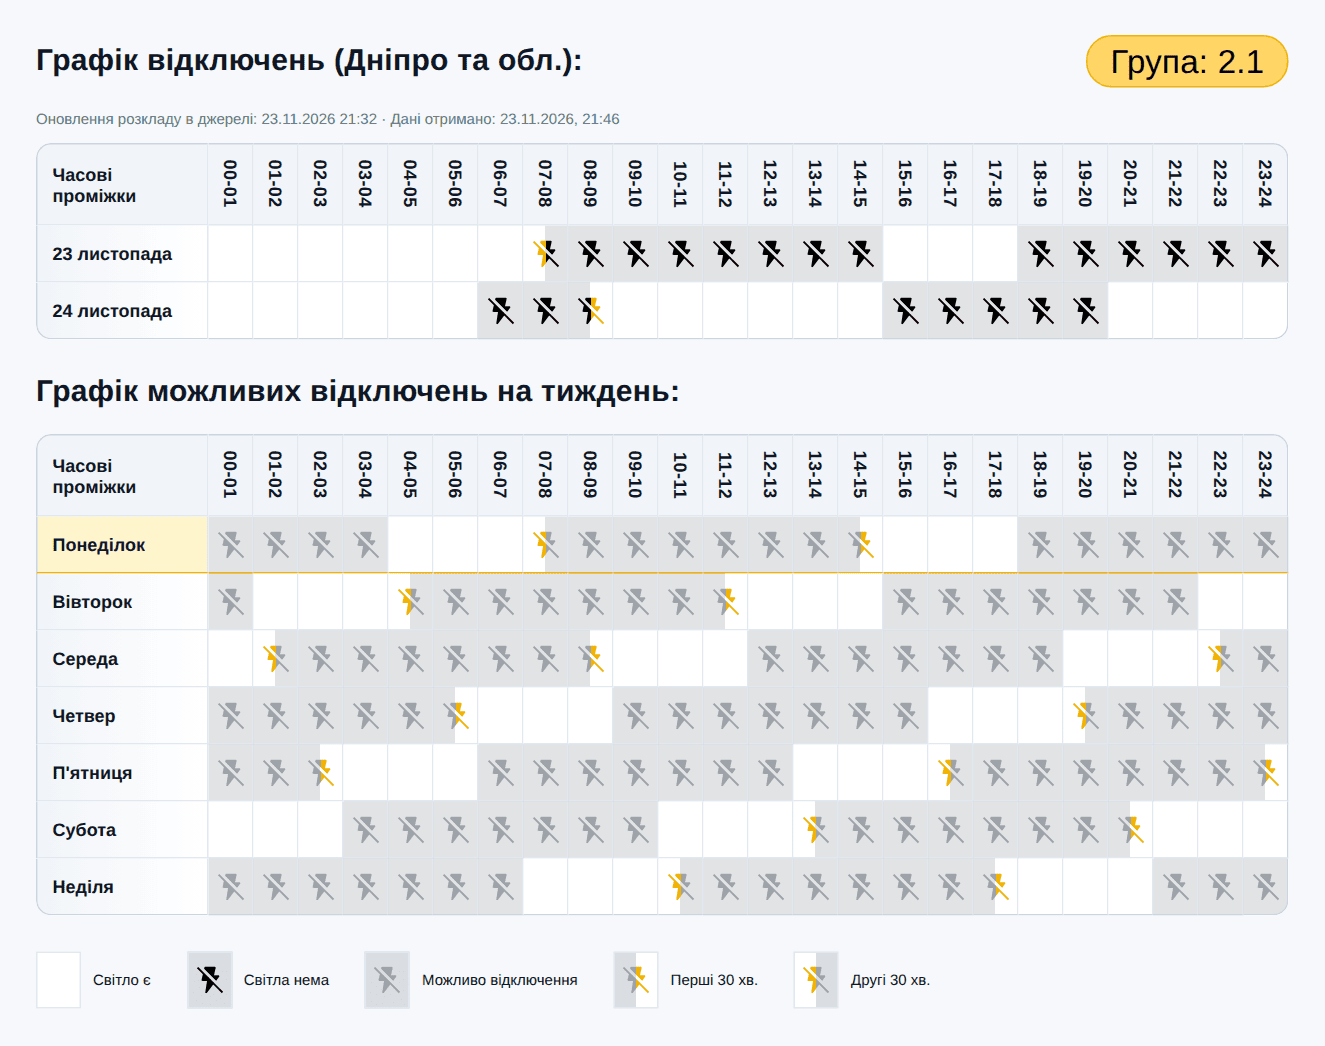 Графік відключень (Дніпро та обл.):
Група: 2.1
Оновлення розкладу в джерелі: 23.11.2026 21:32 · Дані отримано: 23.11.2026, 21:46
Часові проміжки
00-01 01-02 02-03 03-04 04-05 05-06 06-07 07-08 08-09 09-10 10-11 11-12 12-13 13-14 14-15 15-16 16-17 17-18 18-19 19-20 20-21 21-22 22-23 23-24
23 листопада
24 листопада
Графік можливих відключень на тиждень:
Часові проміжки
00-01 01-02 02-03 03-04 04-05 05-06 06-07 07-08 08-09 09-10 10-11 11-12 12-13 13-14 14-15 15-16 16-17 17-18 18-19 19-20 20-21 21-22 22-23 23-24
Понеділок
Вівторок
Середа
Четвер
П'ятниця
Субота
Неділя
Світло є
Світла нема
Можливо відключення
Перші 30 хв.
Другі 30 хв.